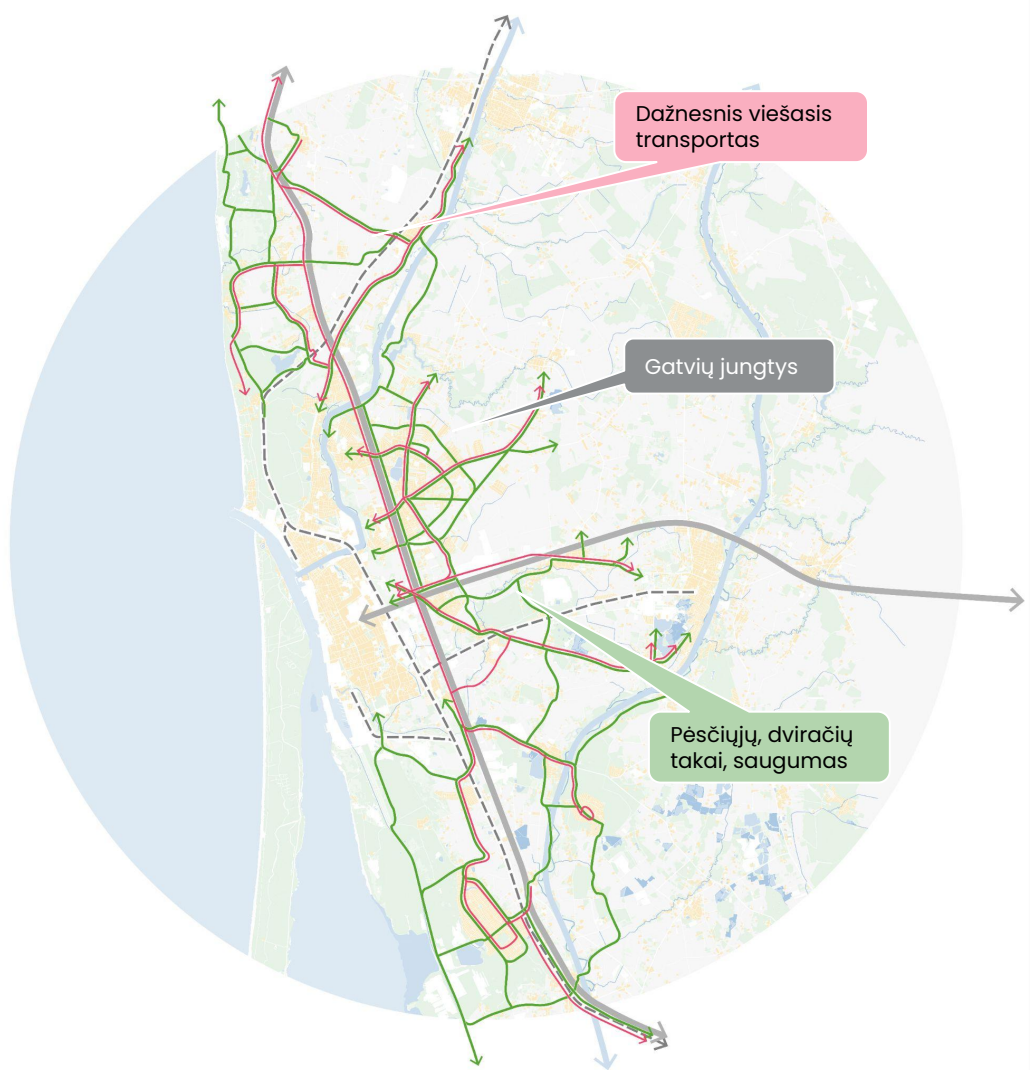 Dažnesnis viešasis
transportas
Gatvių jungtys
Pėsčiųjų, dviračių
takai, saugumas